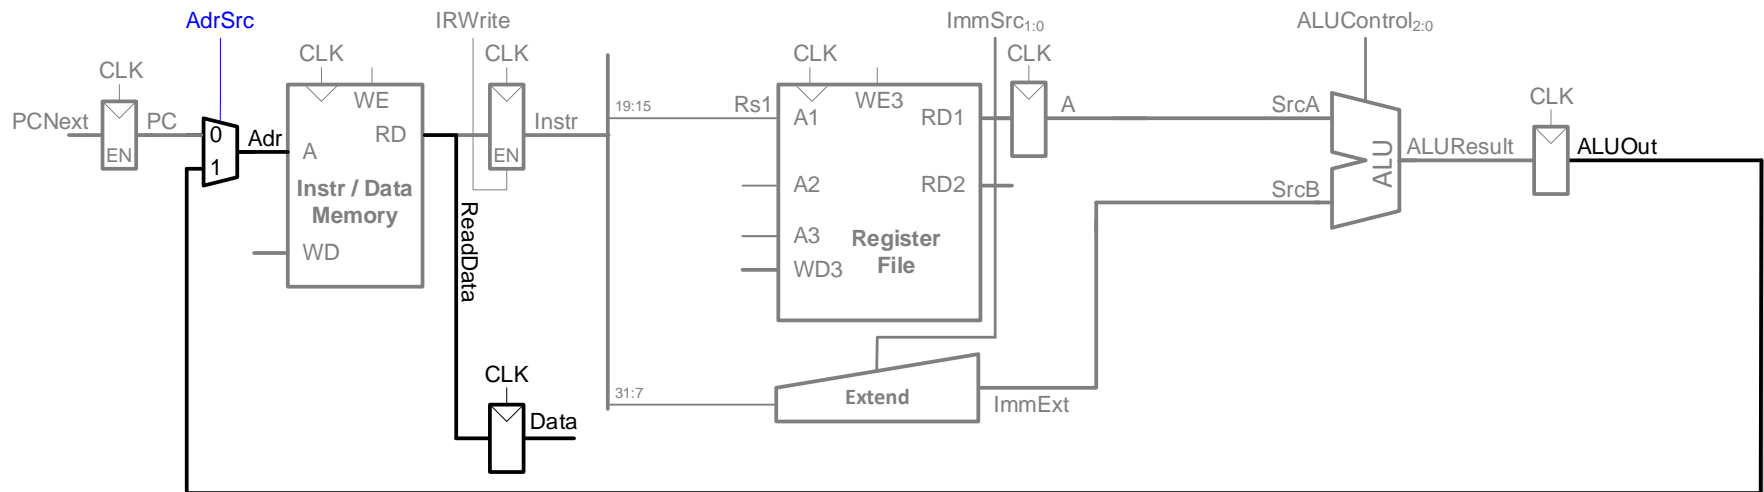 AdrSrc
IRWrite
ImmSrc1:0
ALUControl2:0
CLK
CLK
CLK
CLK
CLK
CLK
PCNext
EN
PC
0
1
Adr
WE
RD
A
Instr / Data
Memory
WD
EN
Instr
ReadData
CLK
Data
19:15
31:7
Rs1
A1
WE3
RD1
A2
RD2
A3
WD3
Register
File
Extend
ImmExt
A
SrcA
SrcB
ALU
ALUResult
ALUOut